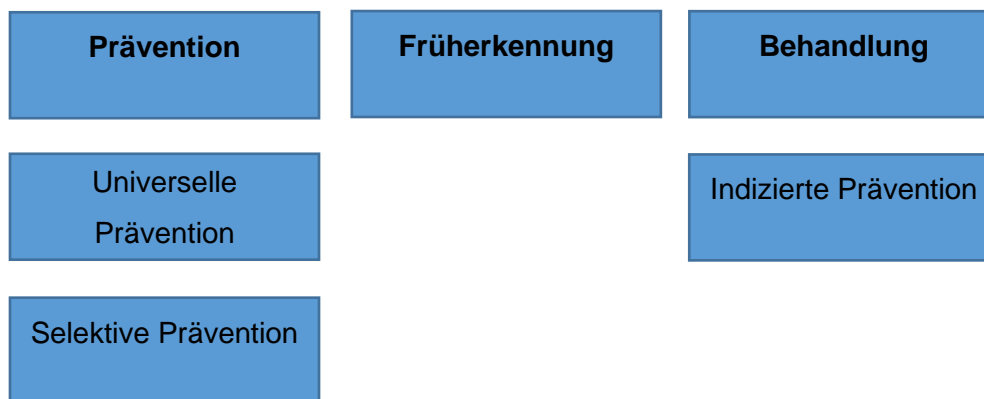 Prävention
Früherkennung
Behandlung
Universelle
Prävention
Indizierte Prävention
Selektive Prävention